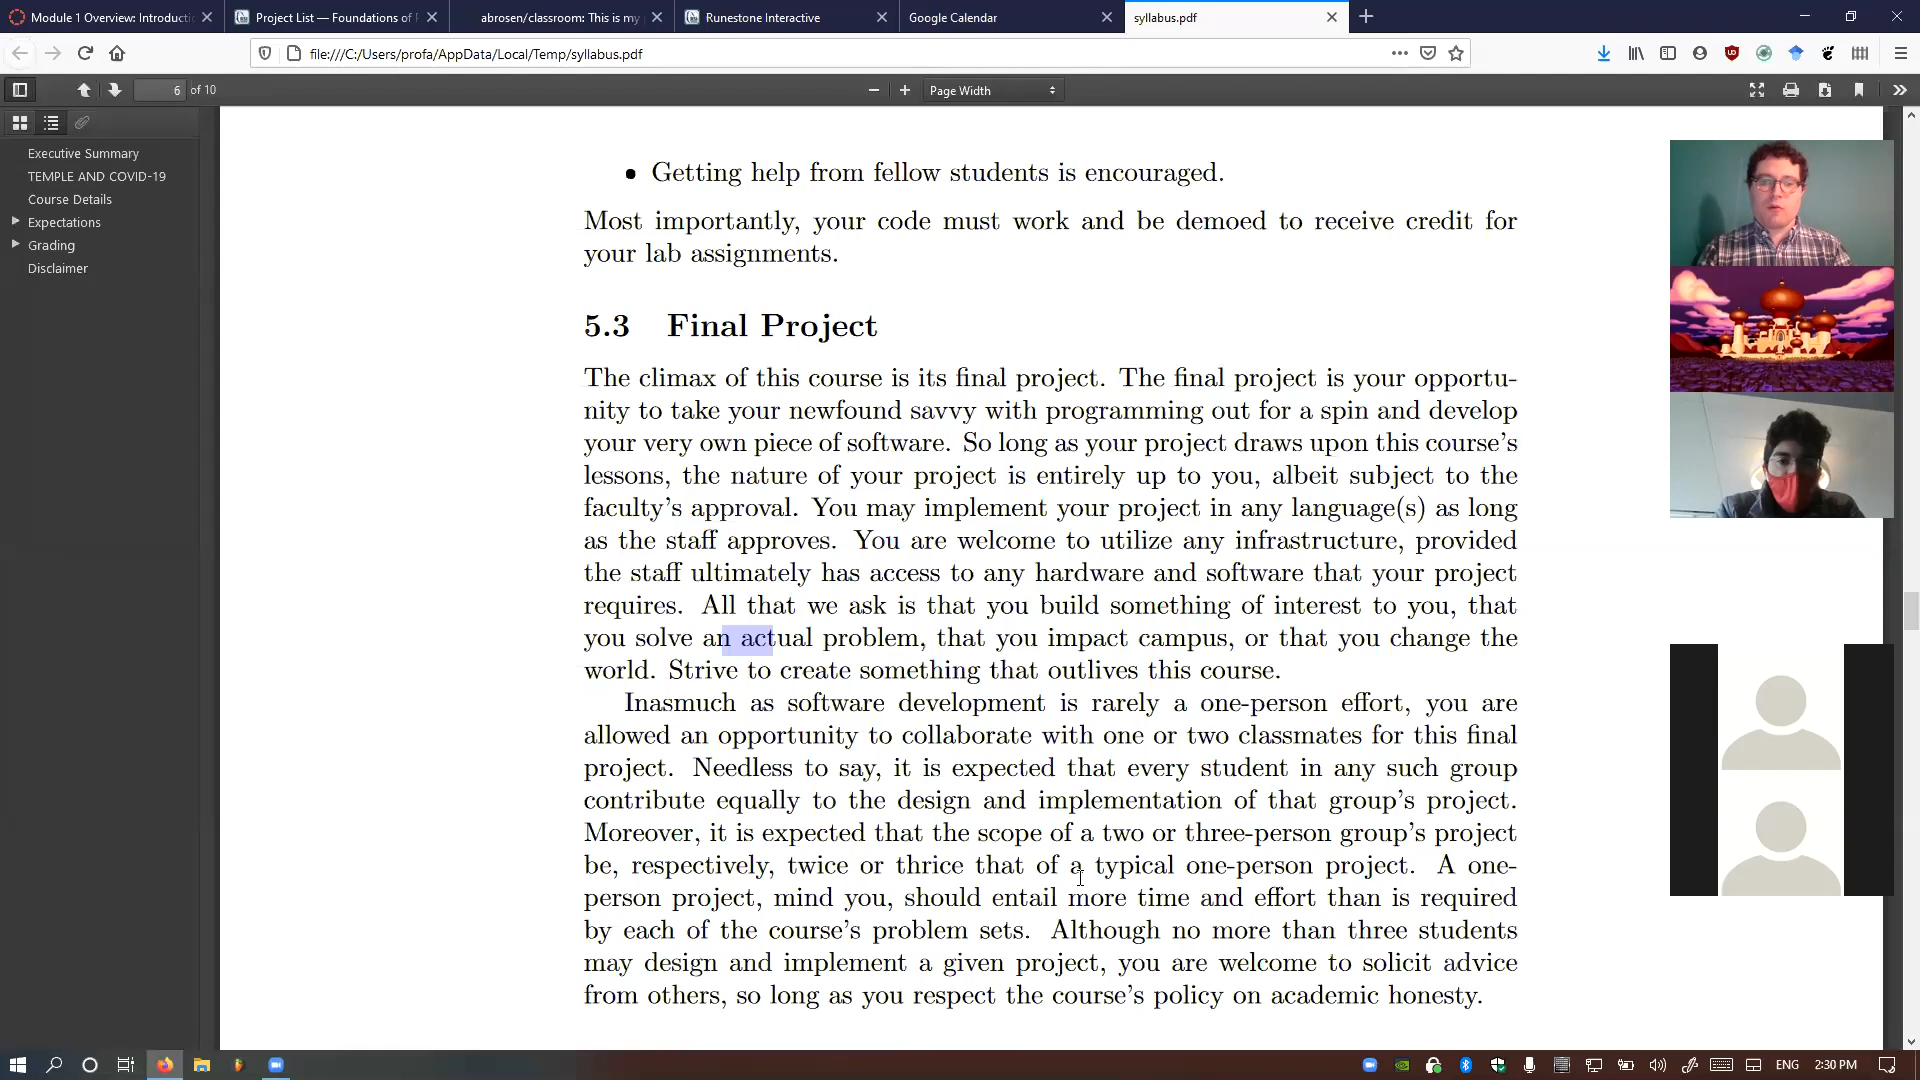 Module 1 Overview: Introducti
Project List — Foundations of
abrosen/classroom: This is my
Runestone Interactive
Google Calendar
syllabus.pdf
file:///C:/Users/profa/AppData/Local/Temp/syllabus.pdf
6 of 10
Page Width
Executive Summary
TEMPLE AND COVID-19
Course Details
Expectations
Grading
Disclaimer
• Getting help from fellow students is encouraged.
Most importantly, your code must work and be demoed to receive credit for
your lab assignments.
5.3 Final Project
The climax of this course is its final project. The final project is your opportu-
nity to take your newfound savvy with programming out for a spin and develop
your very own piece of software. So long as your project draws upon this course's
lessons, the nature of your project is entirely up to you, albeit subject to the
faculty's approval. You may implement your project in any language(s) as long
as the staff approves. You are welcome to utilize any infrastructure, provided
the staff ultimately has access to any hardware and software that your project
requires. All that we ask is that you build something of interest to you, that
you solve an actual problem, that you impact campus, or that you change the
world. Strive to create something that outlives this course.
Inasmuch as software development is rarely a one-person effort, you are
allowed an opportunity to collaborate with one or two classmates for this final
project. Needless to say, it is expected that every student in any such group
contribute equally to the design and implementation of that group's project.
Moreover, it is expected that the scope of a two or three-person group's project
be, respectively, twice or thrice that of a typical one-person project. A one-
person project, mind you, should entail more time and effort than is required
by each of the course's problem sets. Although no more than three students
may design and implement a given project, you are welcome to solicit advice
from others, so long as you respect the course's policy on academic honesty.
ENG
2:30 PM